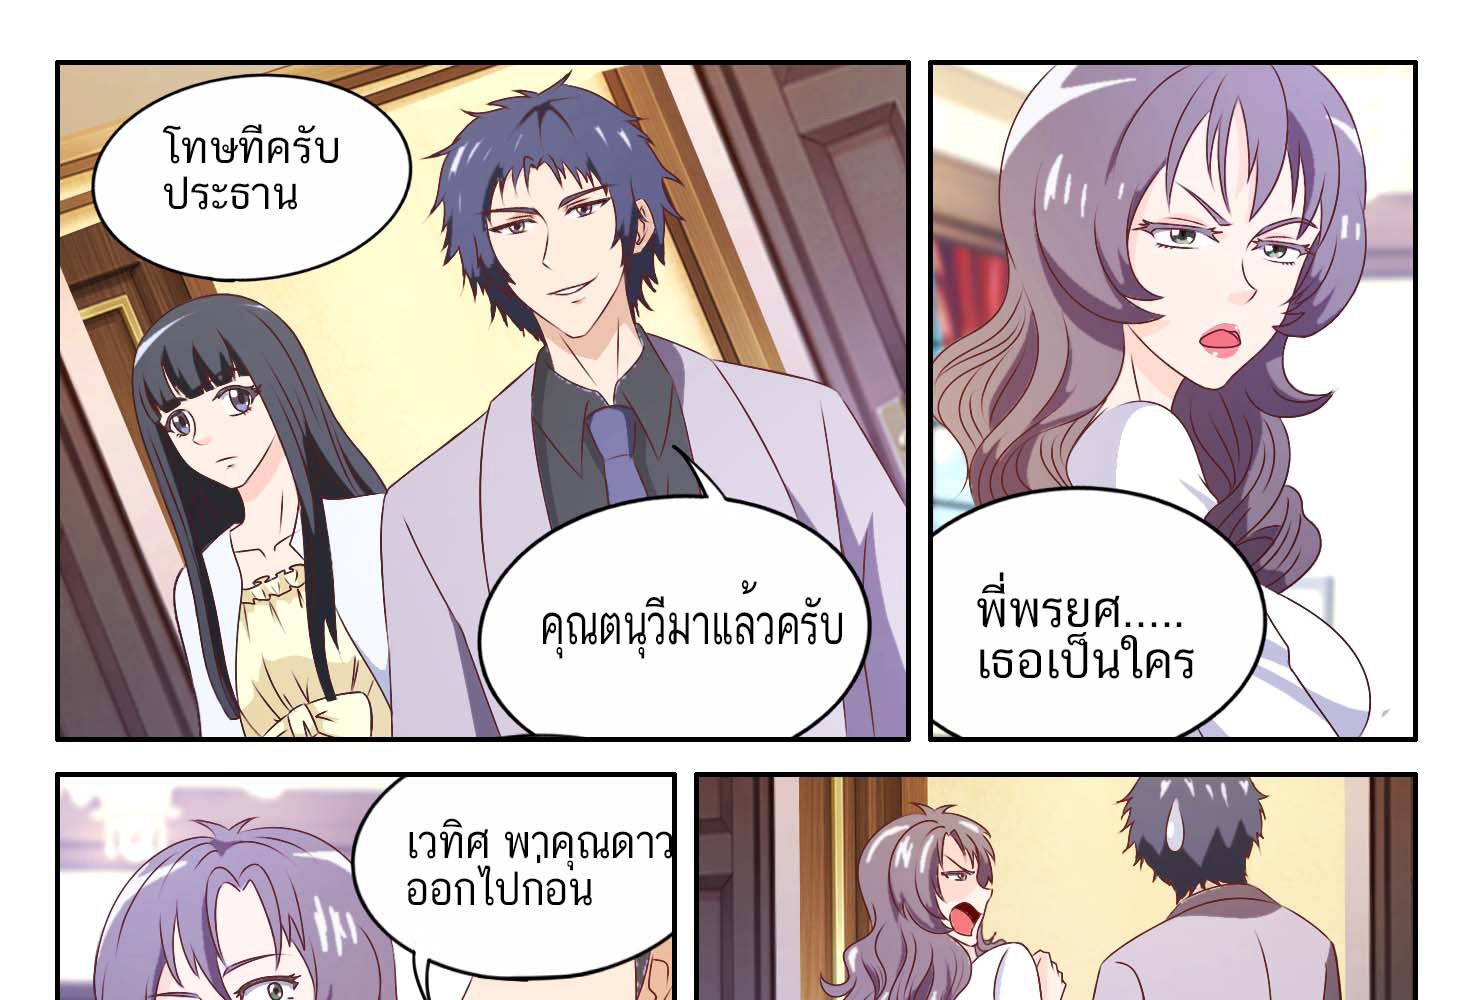 โทษทีครับ
ประธาน
คุณตนุวีมาแล้วครับ
พี่พรยศ.....
เธอเป็นใคร
เวทิศ พาคุณดาว
ออกไปก่อน